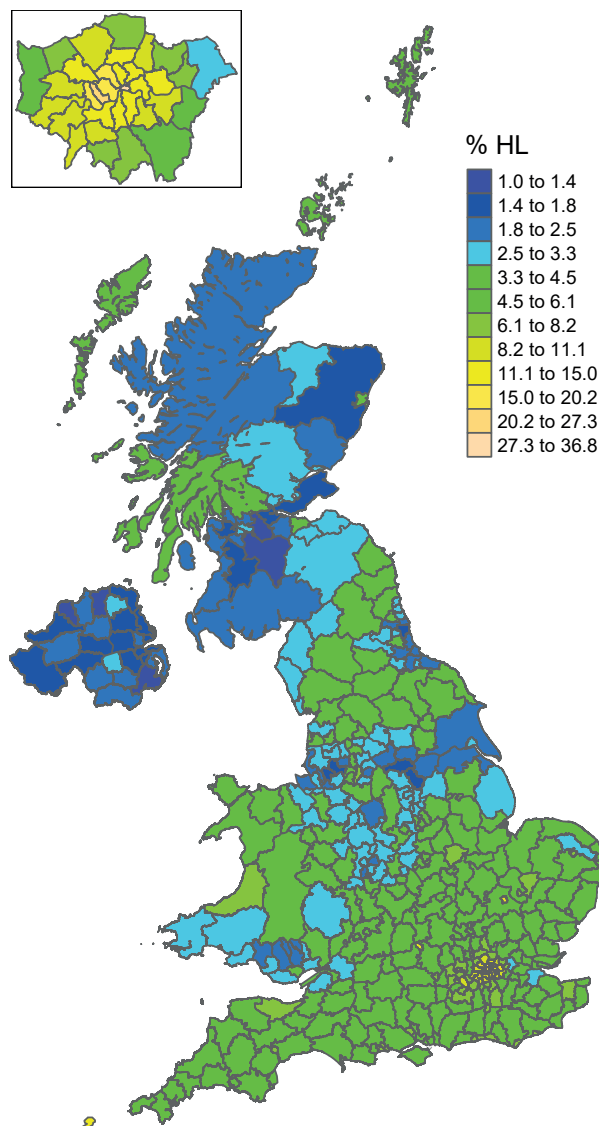 % HL
1.0 to 1.4
1.4 to 1.8
1.8 to 2.5
2.5 to 3.3
3.3 to 4.5
4.5 to 6.1
6.1 to 8.2
8.2 to 11.1
11.1 to 15.0
15.0 to 20.2
20.2 to 27.3
27.3 to 36.8